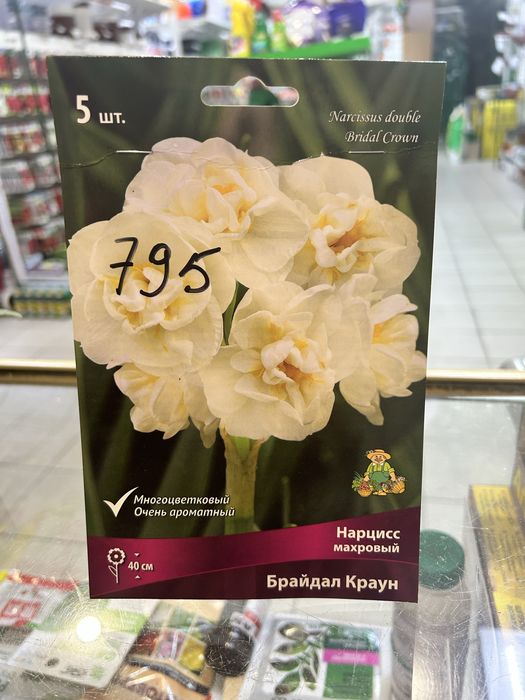 5 шт.
Narcissus double
Bridal Crown
795
Многоцветковый
Очень ароматный
Нарцисс
махровый
40 см
Брайдал Краун